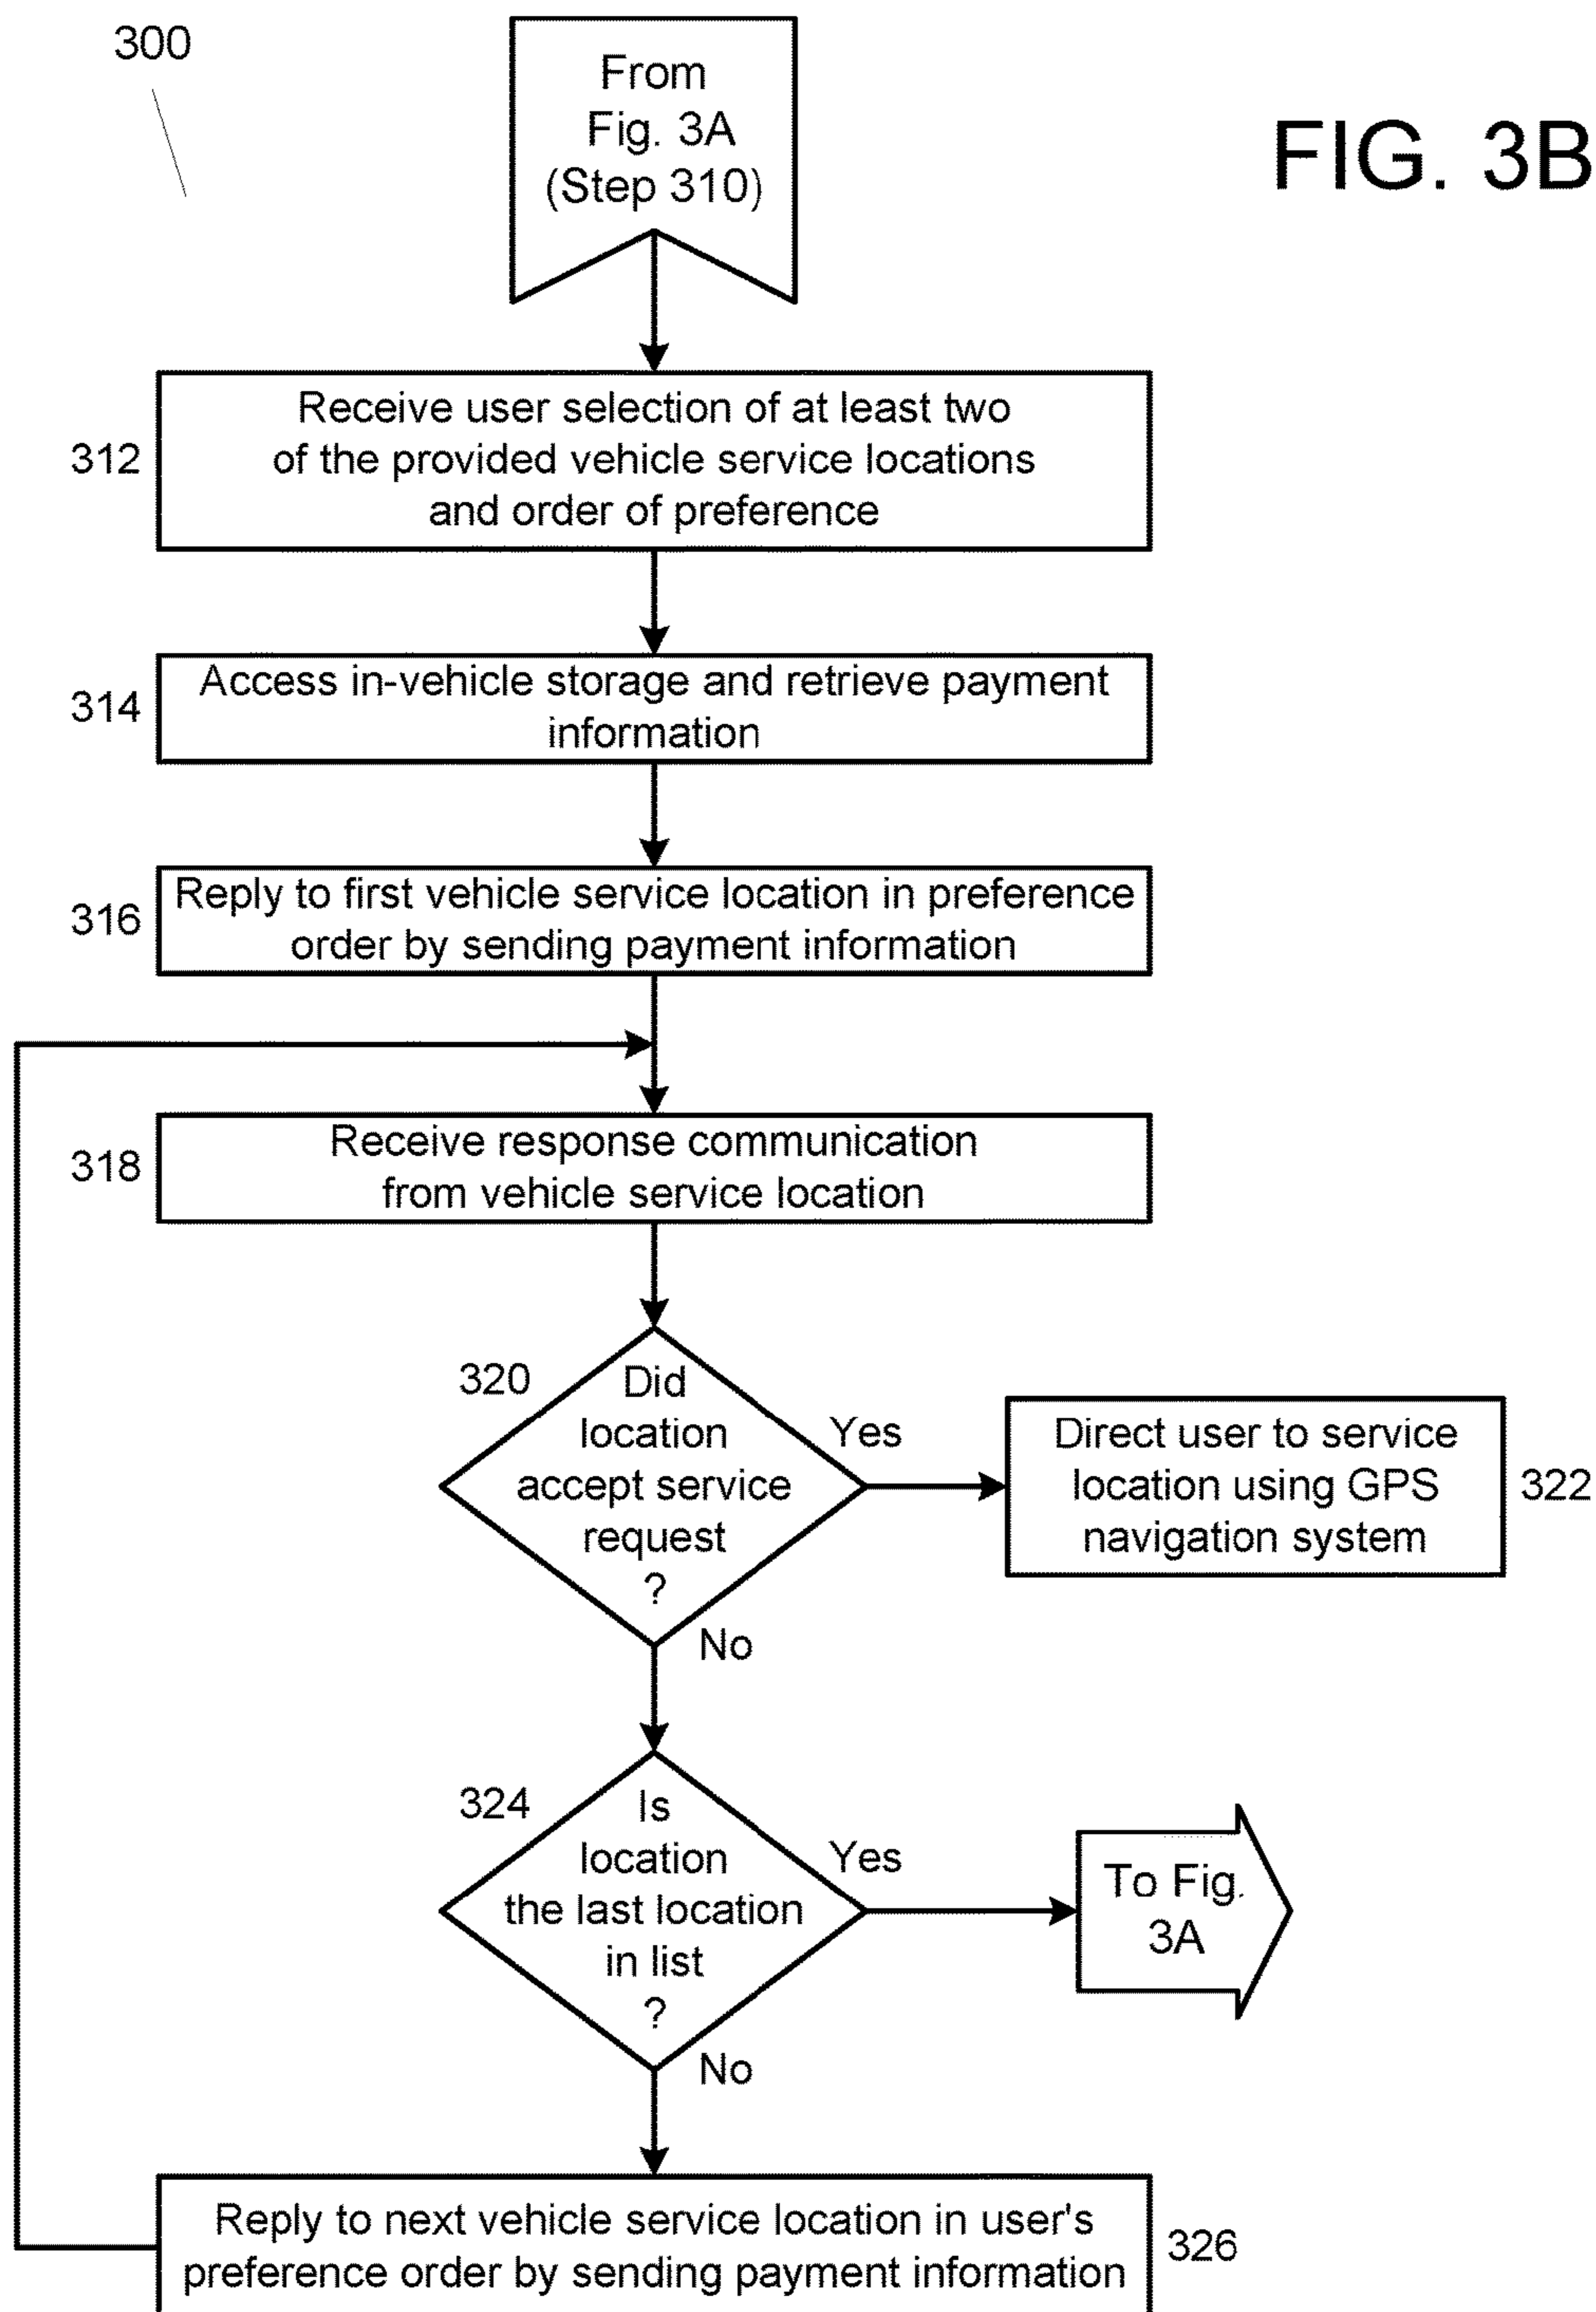 300
From
Fig. 3A
(Step 310)
FIG. 3B
Receive user selection of at least two
312
of the provided vehicle service locations
and order of preference
Access in-vehicle storage and retrieve payment
314
information
Reply to first vehicle service location in preference
316
order by sending payment information
Receive response communication
318
from vehicle service location
320
Did
location
accept service
request
?
Yes
No
Direct user to service
location using GPS
navigation system
322
324
Is
location
the last location
in list
?
Yes
No
To Fig.
3A
Reply to next vehicle service location in user's
preference order by sending payment information
326